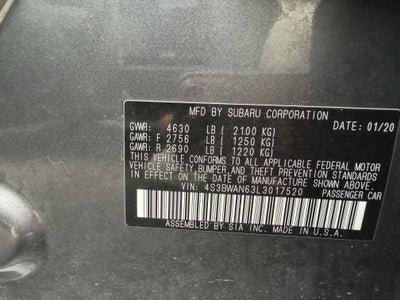 MFD BY SUBARU CORPORATION
DATE: 01/20
GVWR: 4630 LB ( 2100 KG)
GAWR: F 2756 LB ( 1250 KG)
GAWR: R 2690 LB ( 1220 KG)
THIS VEHICLE CONFORMS TO ALL APPLICABLE FEDERAL MOTOR
VEHICLE SAFETY, BUMPER, AND THEFT PREVENTION STANDARDS
IN EFFECT ON THE DATE OF MANUFACTURE SHOWN ABOVE.
VIN: 4S3BWAN63L3017520 PASSENGER CAR
ASSEMBLED BY SIA INC. MADE IN U.S.A.